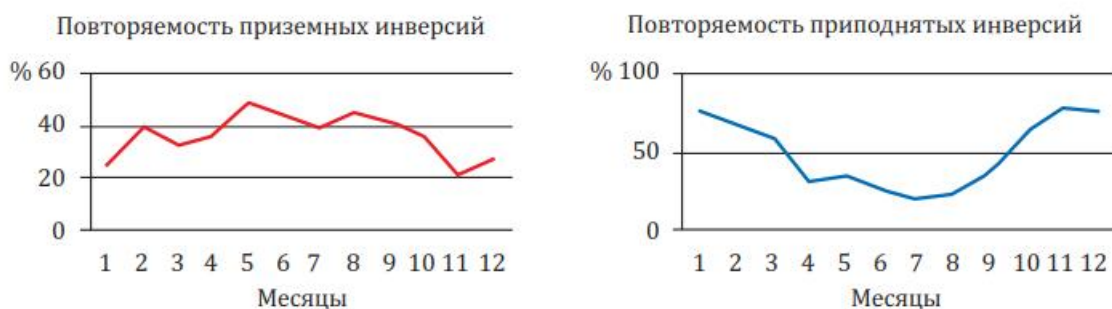 Повторяемость приземных инверсий
% 60
40
20
0
1 2 3 4 5 6 7 8 9 10 11 12
Месяцы
Повторяемость приподнятых инверсий
% 100
50
0
1 2 3 4 5 6 7 8 9 10 11 12
Месяцы